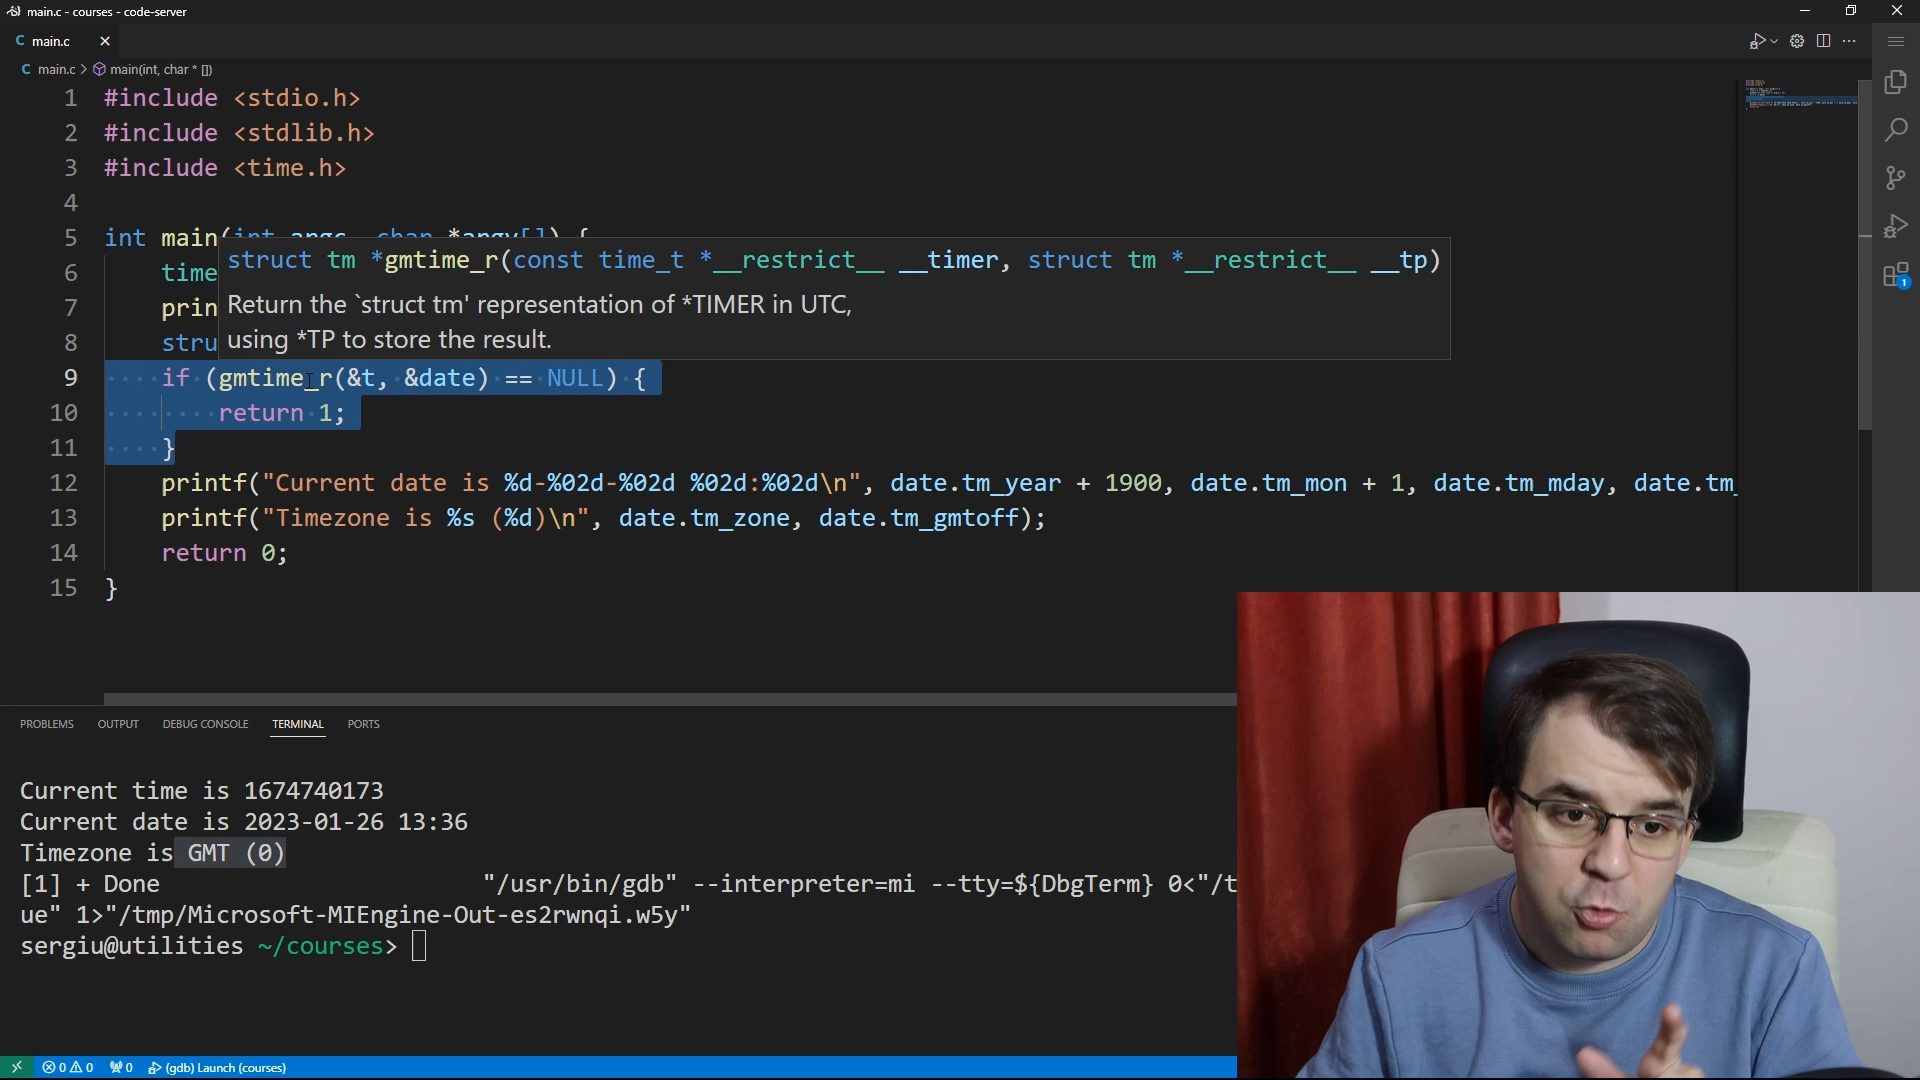 main.c - courses - code-server
C main.c ×
C main.c > main(int, char * [])
1 #include <stdio.h>
2 #include <stdlib.h>
3 #include <time.h>
4
5 int main(int argc, char *argv[]) {
6 time
7 prin
8 stru
struct tm *gmtime_r(const time_t *__restrict__ __timer, struct tm *__restrict__ __tp)
Return the `struct tm' representation of *TIMER in UTC,
using *TP to store the result.
9 if (gmtime_r(&t, &date) == NULL) {
10 return 1;
11 }
12 printf("Current date is %d-%02d-%02d %02d:%02d\n", date.tm_year + 1900, date.tm_mon + 1, date.tm_mday, date.tm_
13 printf("Timezone is %s (%d)\n", date.tm_zone, date.tm_gmtoff);
14 return 0;
15 }
1
PROBLEMS OUTPUT DEBUG CONSOLE TERMINAL PORTS
Current time is 1674740173
Current date is 2023-01-26 13:36
Timezone is GMT (0)
[1] + Done "/usr/bin/gdb" --interpreter=mi --tty=${DbgTerm} 0<"/t
ue" 1>"/tmp/Microsoft-MIEngine-Out-es2rwnqi.w5y"
sergiu@utilities ~/courses>
0 0 0 (gdb) Launch (courses)